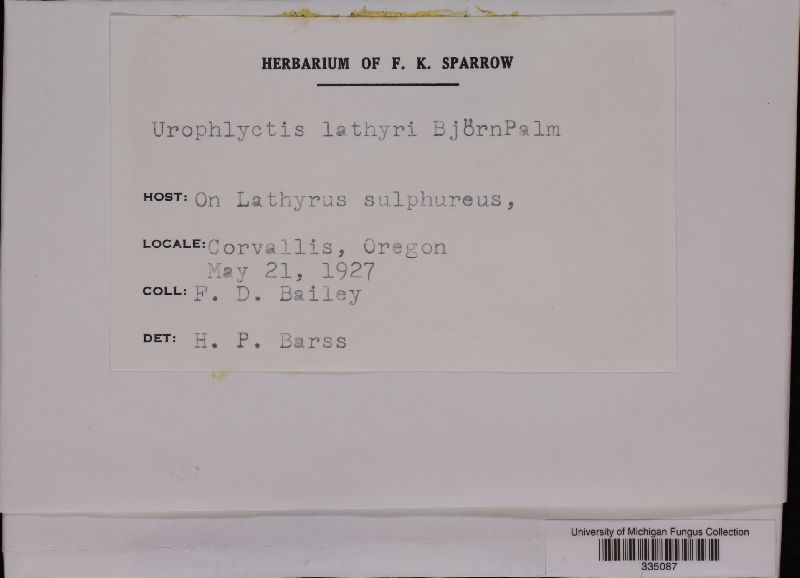 HERBARIUM OF F. K. SPARROW
Urophlyctis lathyri BjörnPalm
HOST: On Lathyrus sulphureus,
LOCALE: Corvallis, Oregon
May 21, 1927
COLL: F. D. Bailey
DET: H. P. Barss
University of Michigan Fungus Collection
335087